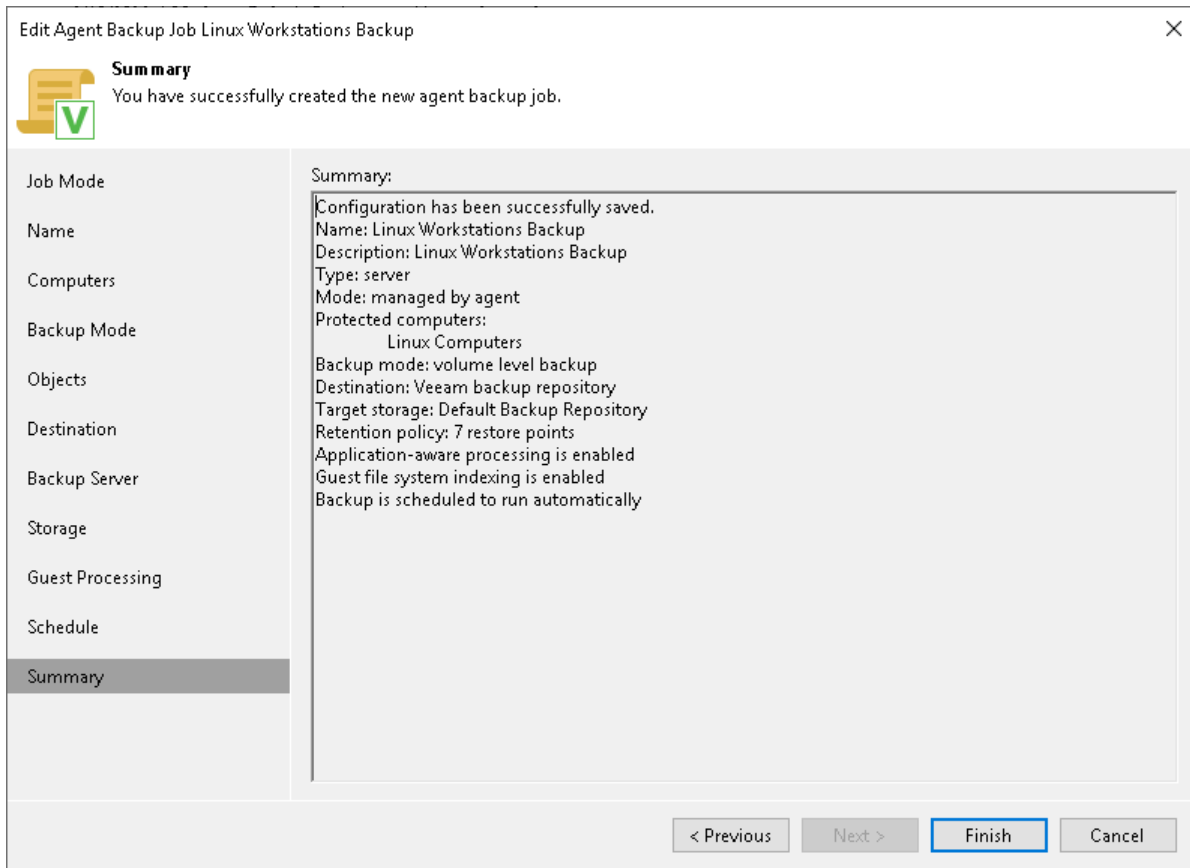 Edit Agent Backup Job Linux Workstations Backup
Summary
You have successfully created the new agent backup job.
Job Mode
Name
Computers
Backup Mode
Objects
Destination
Backup Server
Storage
Guest Processing
Schedule
Summary
Summary:
Configuration has been successfully saved.
Name: Linux Workstations Backup
Description: Linux Workstations Backup
Type: server
Mode: managed by agent
Protected computers:
Linux Computers
Backup mode: volume level backup
Destination: Veeam backup repository
Target storage: Default Backup Repository
Retention policy: 7 restore points
Application-aware processing is enabled
Guest file system indexing is enabled
Backup is scheduled to run automatically
< Previous
Next >
Finish
Cancel